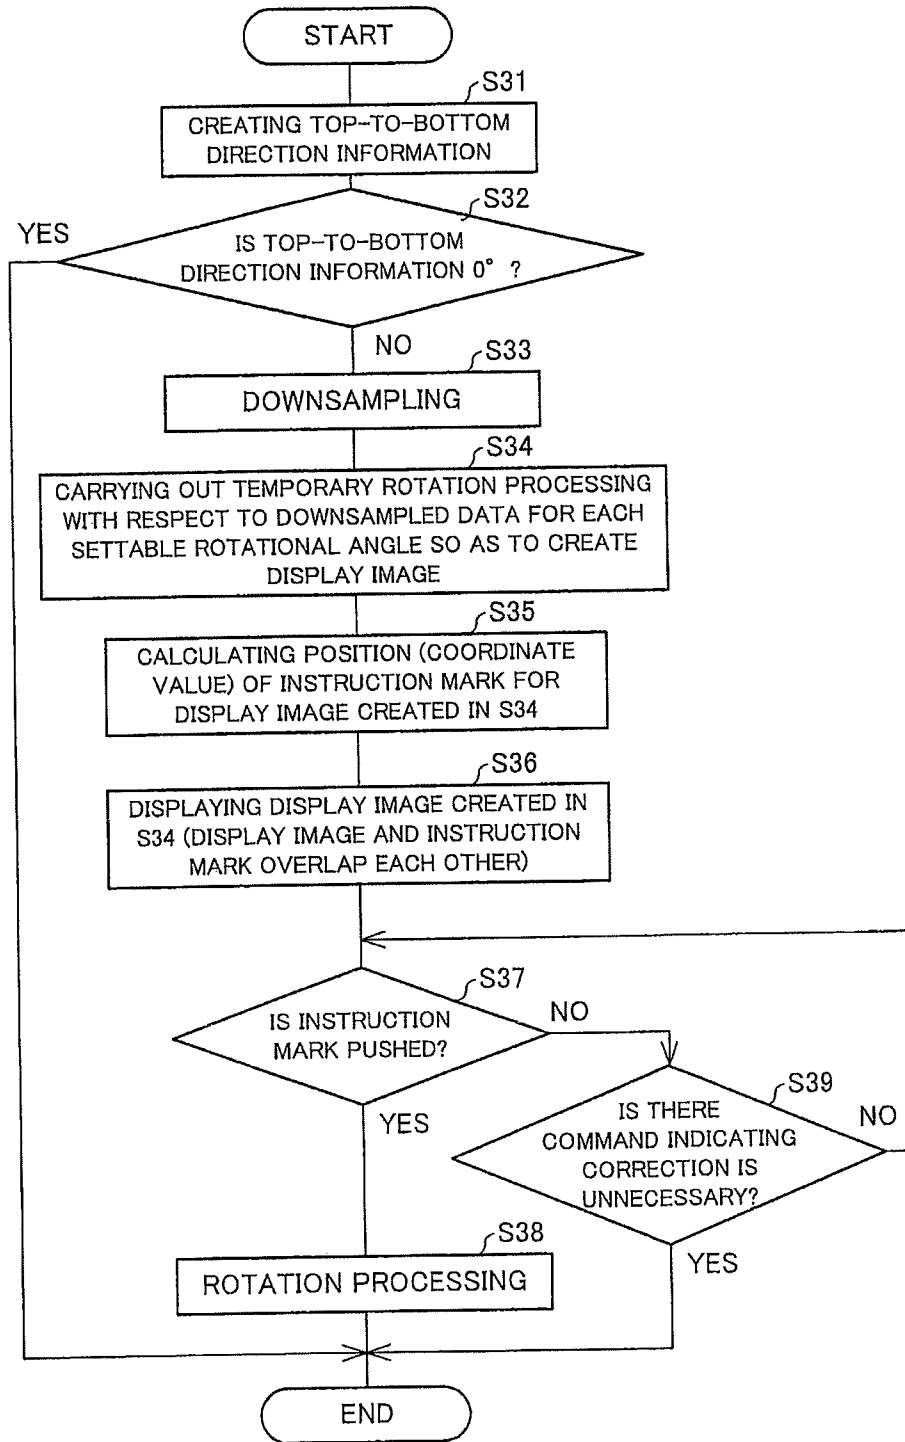 START
S31
CREATING TOP-TO-BOTTOM
DIRECTION INFORMATION
S32
YES
IS TOP-TO-BOTTOM
DIRECTION INFORMATION 0° ?
NO
S33
DOWNSAMPLING
S34
CARRYING OUT TEMPORARY ROTATION PROCESSING
WITH RESPECT TO DOWNSAMPLED DATA FOR EACH
SETTABLE ROTATIONAL ANGLE SO AS TO CREATE
DISPLAY IMAGE
S35
CALCULATING POSITION (COORDINATE
VALUE) OF INSTRUCTION MARK FOR
DISPLAY IMAGE CREATED IN S34
S36
DISPLAYING DISPLAY IMAGE CREATED IN
S34 (DISPLAY IMAGE AND INSTRUCTION
MARK OVERLAP EACH OTHER)
S37
IS INSTRUCTION
MARK PUSHED?
NO
YES
S39
IS THERE
COMMAND INDICATING
CORRECTION IS
UNNECESSARY?
NO
YES
S38
ROTATION PROCESSING
END